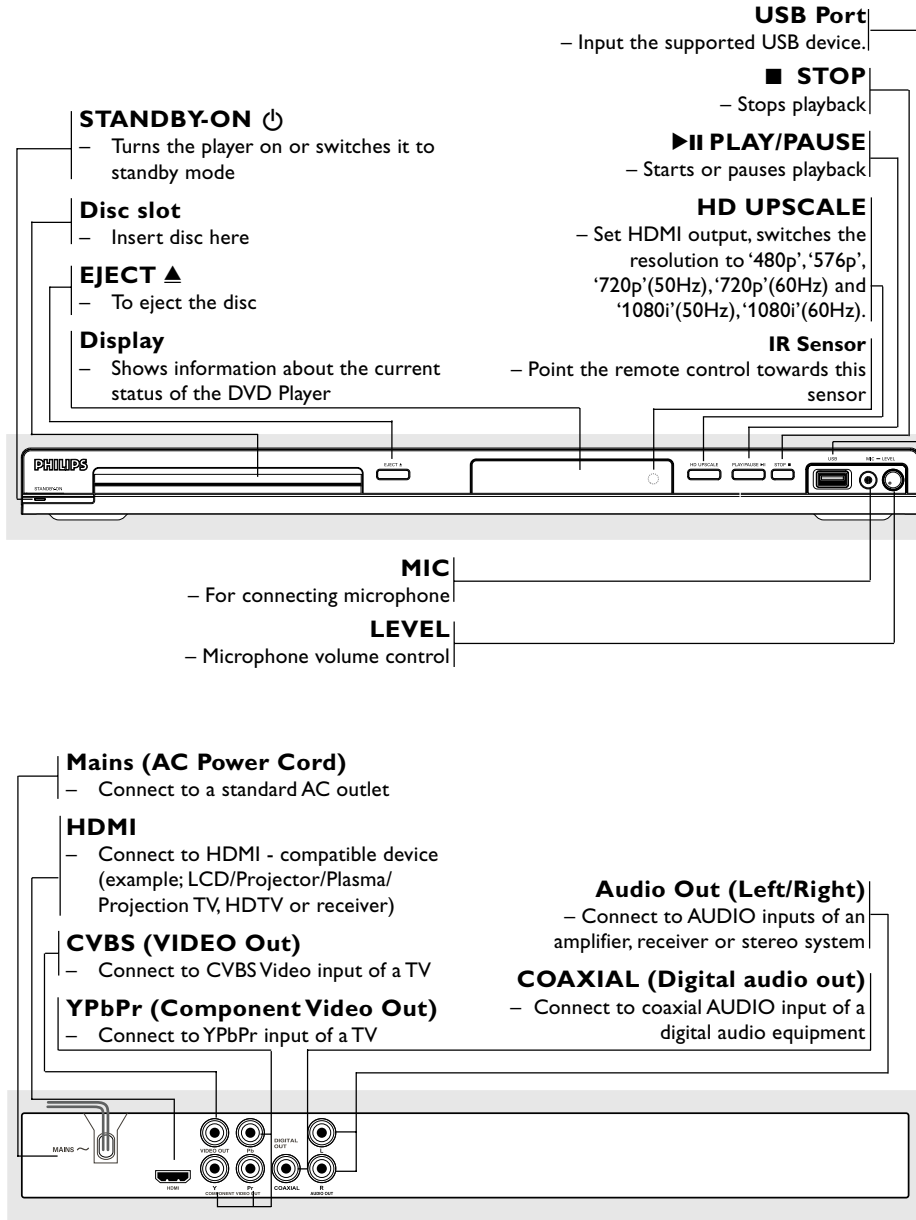 USB Port
– Input the supported USB device.
■ STOP
– Stops playback
STANDBY-ON ⏻
– Turns the player on or switches it to
standby mode
▶II PLAY/PAUSE
– Starts or pauses playback
Disc slot
– Insert disc here
HD UPSCALE
– Set HDMI output, switches the
resolution to ‘480p’, ‘576p’,
‘720p’(50Hz), ‘720p’(60Hz) and
‘1080i’(50Hz), ‘1080i’(60Hz).
EJECT ▲
– To eject the disc
Display
– Shows information about the current
status of the DVD Player
IR Sensor
– Point the remote control towards this
sensor
PHILIPS
STANDBY-ON
EJECT ▲
HD UPSCALE
PLAY/PAUSE ▶II
STOP ■
USB
MIC – LEVEL
MIC
– For connecting microphone
LEVEL
– Microphone volume control
Mains (AC Power Cord)
– Connect to a standard AC outlet
HDMI
– Connect to HDMI - compatible device
(example; LCD/Projector/Plasma/
Projection TV, HDTV or receiver)
CVBS (VIDEO Out)
– Connect to CVBS Video input of a TV
YPbPr (Component Video Out)
– Connect to YPbPr input of a TV
Audio Out (Left/Right)
– Connect to AUDIO inputs of an
amplifier, receiver or stereo system
COAXIAL (Digital audio out)
– Connect to coaxial AUDIO input of a
digital audio equipment
MAINS ~
HDMI
VIDEO OUT
Pb
DIGITAL
OUT
L
Y
Pr
COAXIAL
R
COMPONENT VIDEO OUT
AUDIO OUT